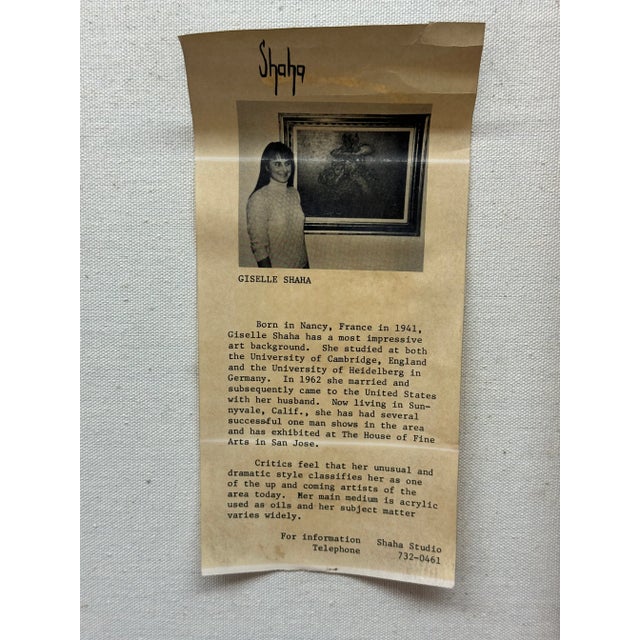 Shaha
GISELLE SHAHA
Born in Nancy, France in 1941,
Giselle Shaha has a most impressive
art background. She studied at both
the University of Cambridge, England
and the University of Heidelberg in
Germany. In 1962 she married and
subsequently came to the United States
with her husband. Now living in Sun-
nyvale, Calif., she has had several
successful one man shows in the area
and has exhibited at The House of Fine
Arts in San Jose.
Critics feel that her unusual and
dramatic style classifies her as one
of the up and coming artists of the
area today. Her main medium is acrylic
used as oils and her subject matter
varies widely.
For information Shaha Studio
Telephone 732-0461